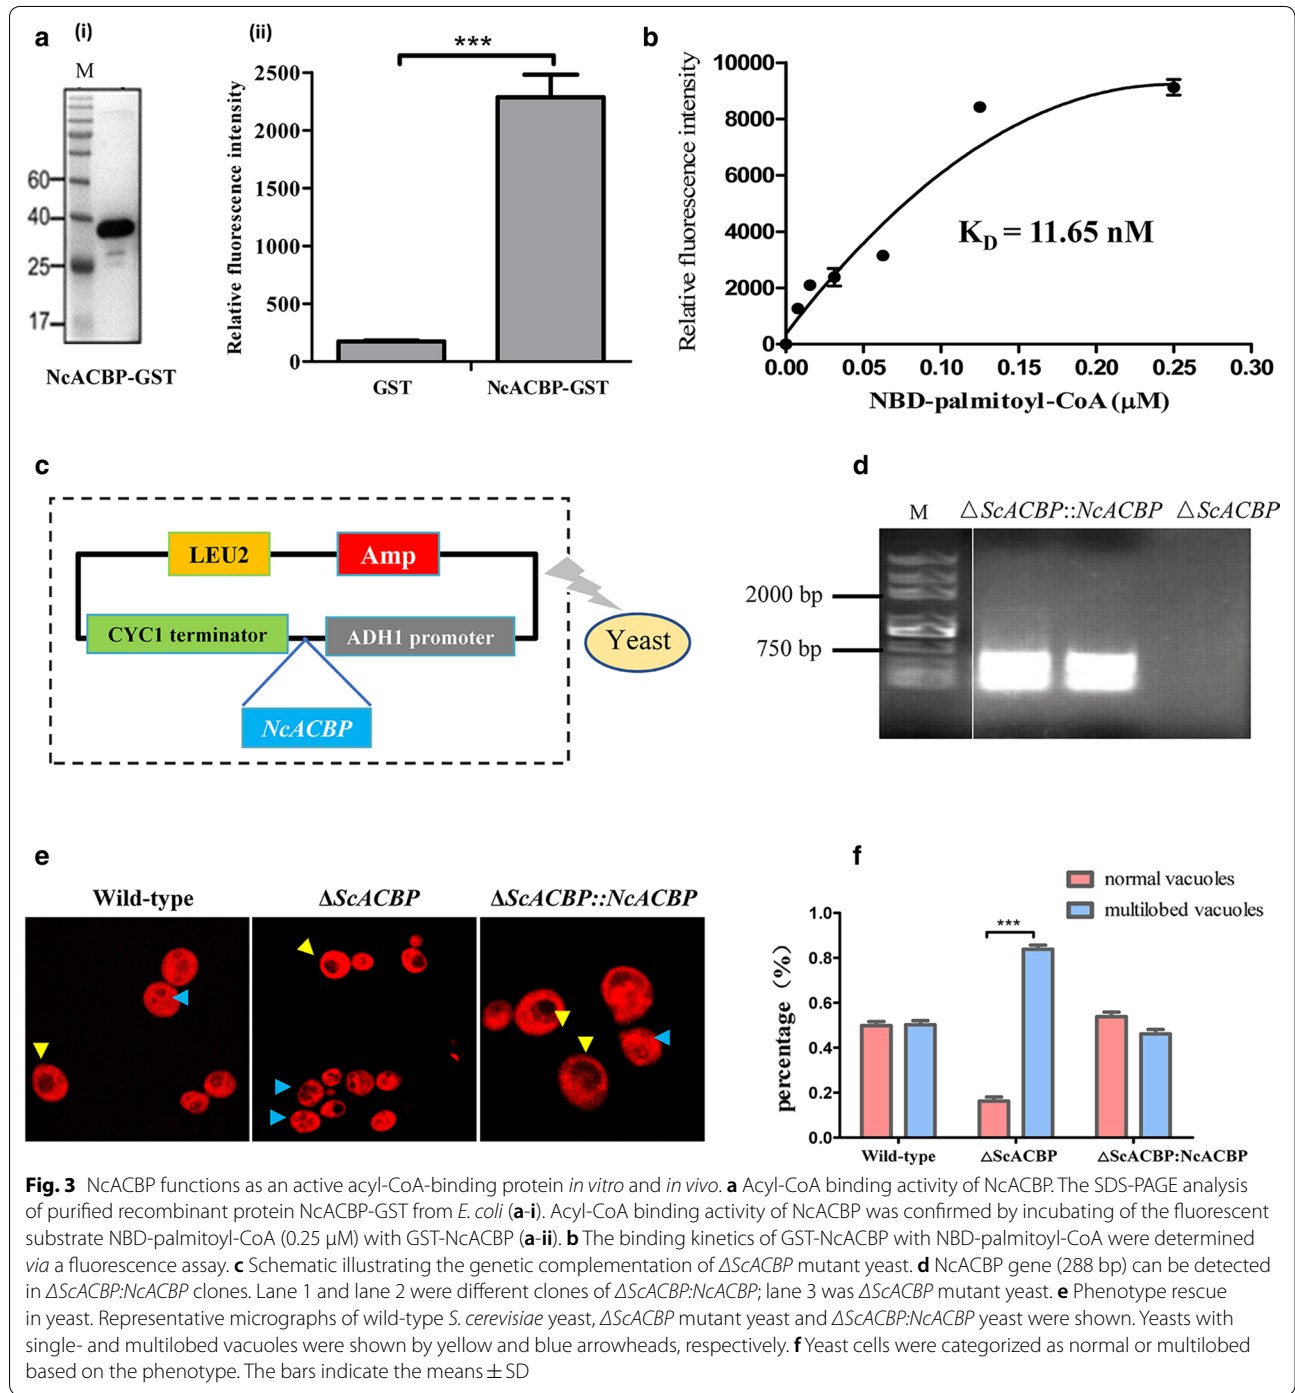 a
(i)
M
60
40
25
17
NcACBP-GST
(ii)
***
Relative fluorescence intensity
2500
2000
1500
1000
500
0
GST
NcACBP-GST
b
Relative fluorescence intensity
10000
8000
6000
4000
2000
0
K_D = 11.65 nM
0.00 0.05 0.10 0.15 0.20 0.25 0.30
NBD-palmitoyl-CoA (μM)
c
LEU2
Amp
CYC1 terminator
ADH1 promoter
NcACBP
Yeast
d
M △ScACBP::NcACBP △ScACBP
2000 bp
750 bp
e
Wild-type
ΔScACBP
ΔScACBP::NcACBP
f
normal vacuoles
multilobed vacuoles
percentage (%)
1.0
0.8
0.6
0.4
0.2
0.0
***
Wild-type
△ScACBP
△ScACBP:NcACBP
Fig. 3 NcACBP functions as an active acyl-CoA-binding protein in vitro and in vivo. a Acyl-CoA binding activity of NcACBP. The SDS-PAGE analysis
of purified recombinant protein NcACBP-GST from E. coli (a-i). Acyl-CoA binding activity of NcACBP was confirmed by incubating of the fluorescent
substrate NBD-palmitoyl-CoA (0.25 μM) with GST-NcACBP (a-ii). b The binding kinetics of GST-NcACBP with NBD-palmitoyl-CoA were determined
via a fluorescence assay. c Schematic illustrating the genetic complementation of ΔScACBP mutant yeast. d NcACBP gene (288 bp) can be detected
in ΔScACBP:NcACBP clones. Lane 1 and lane 2 were different clones of ΔScACBP:NcACBP; lane 3 was ΔScACBP mutant yeast. e Phenotype rescue
in yeast. Representative micrographs of wild-type S. cerevisiae yeast, ΔScACBP mutant yeast and ΔScACBP:NcACBP yeast were shown. Yeasts with
single- and multilobed vacuoles were shown by yellow and blue arrowheads, respectively. f Yeast cells were categorized as normal or multilobed
based on the phenotype. The bars indicate the means ± SD